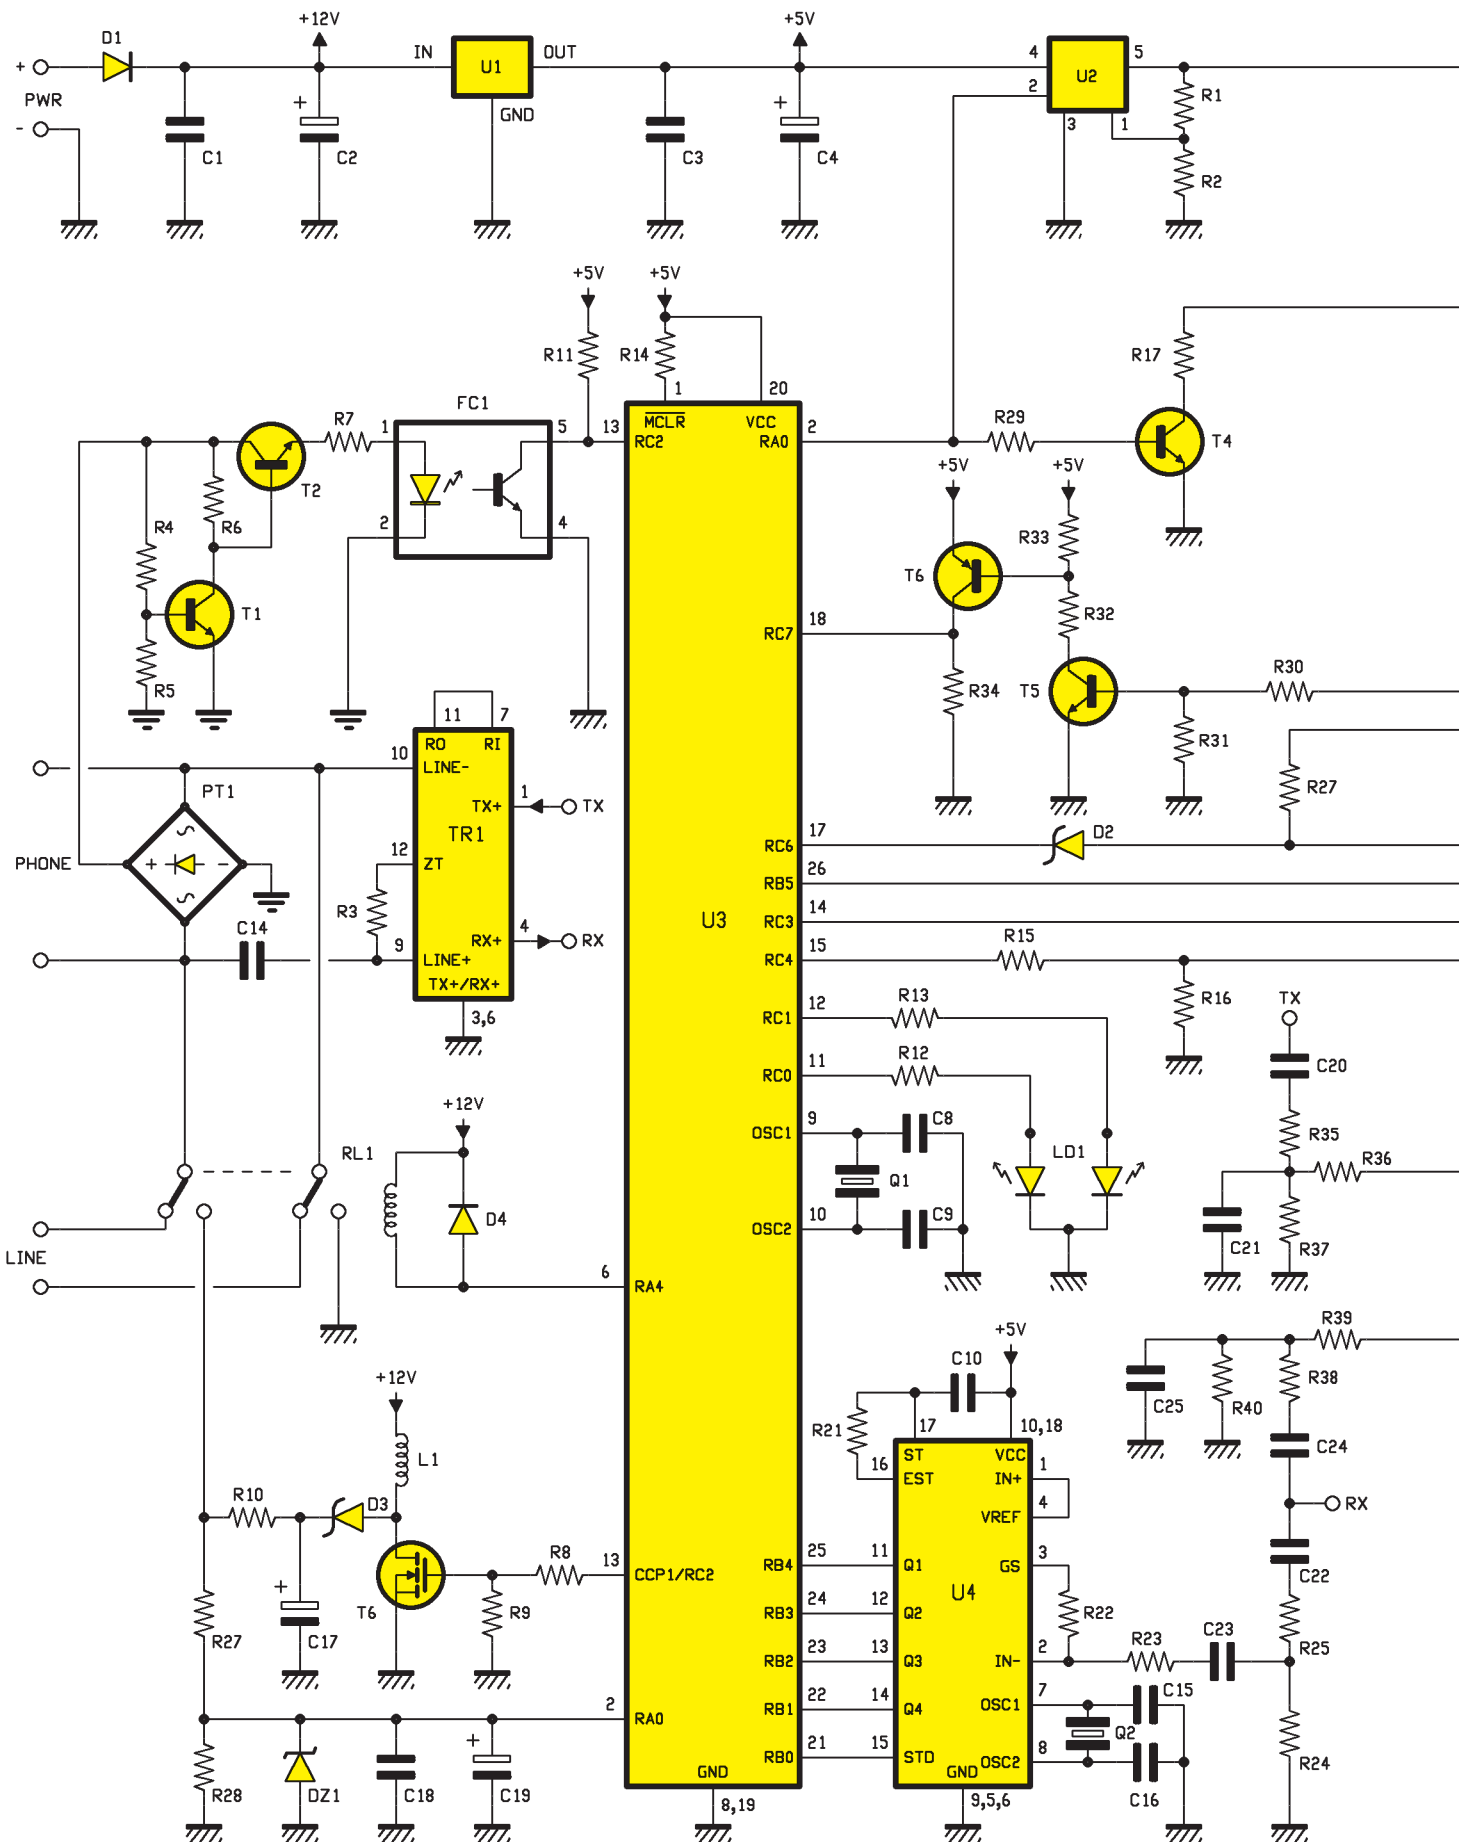 +12V
+5V
D1
IN
U1
OUT
4
U2
5
+
PWR
-
+
GND
+
2
3
1
R1
C1
C2
C3
C4
R2
+5V
+5V
R11
R14
R17
1
20
FC1
R7
1
5
13
MCLR
VCC
2
R29
T4
RC2
RA0
T2
+5V
+5V
R4
R6
2
4
R33
T6
T1
18
R32
RC7
R5
R34
T5
R30
R31
11
7
RO
RI
10
LINE-
PT1
1
TX+
TX
R27
TR1
17
D2
12
RC6
PHONE
+
-
ZT
26
RB5
R3
14
U3
RC3
C14
4
15
R15
9
RX+
RX
RC4
LINE+
TX+/RX+
R16
TX
3,6
12
R13
RC1
11
R12
RC0
C20
+12V
9
C8
OSC1
R35
RL1
LD1
R36
Q1
D4
10
C9
OSC2
C21
R37
LINE
6
RA4
+5V
R39
C10
+12V
R38
C25
R40
R21
17
10,18
C24
L1
ST
VCC
16
EST
IN+
1
R10
D3
4
RX
VREF
R8
13
CCP1/RC2
RB4
25
11
Q1
GS
3
C22
+
U4
T6
R9
RB3
24
12
Q2
R22
R27
C17
C23
R25
RB2
23
13
Q3
IN-
2
R23
2
RA0
RB1
22
14
Q4
OSC1
7
C15
+
Q2
RB0
21
15
STD
OSC2
8
R24
GND
GND
R28
DZ1
C18
C19
8,19
9,5,6
C16